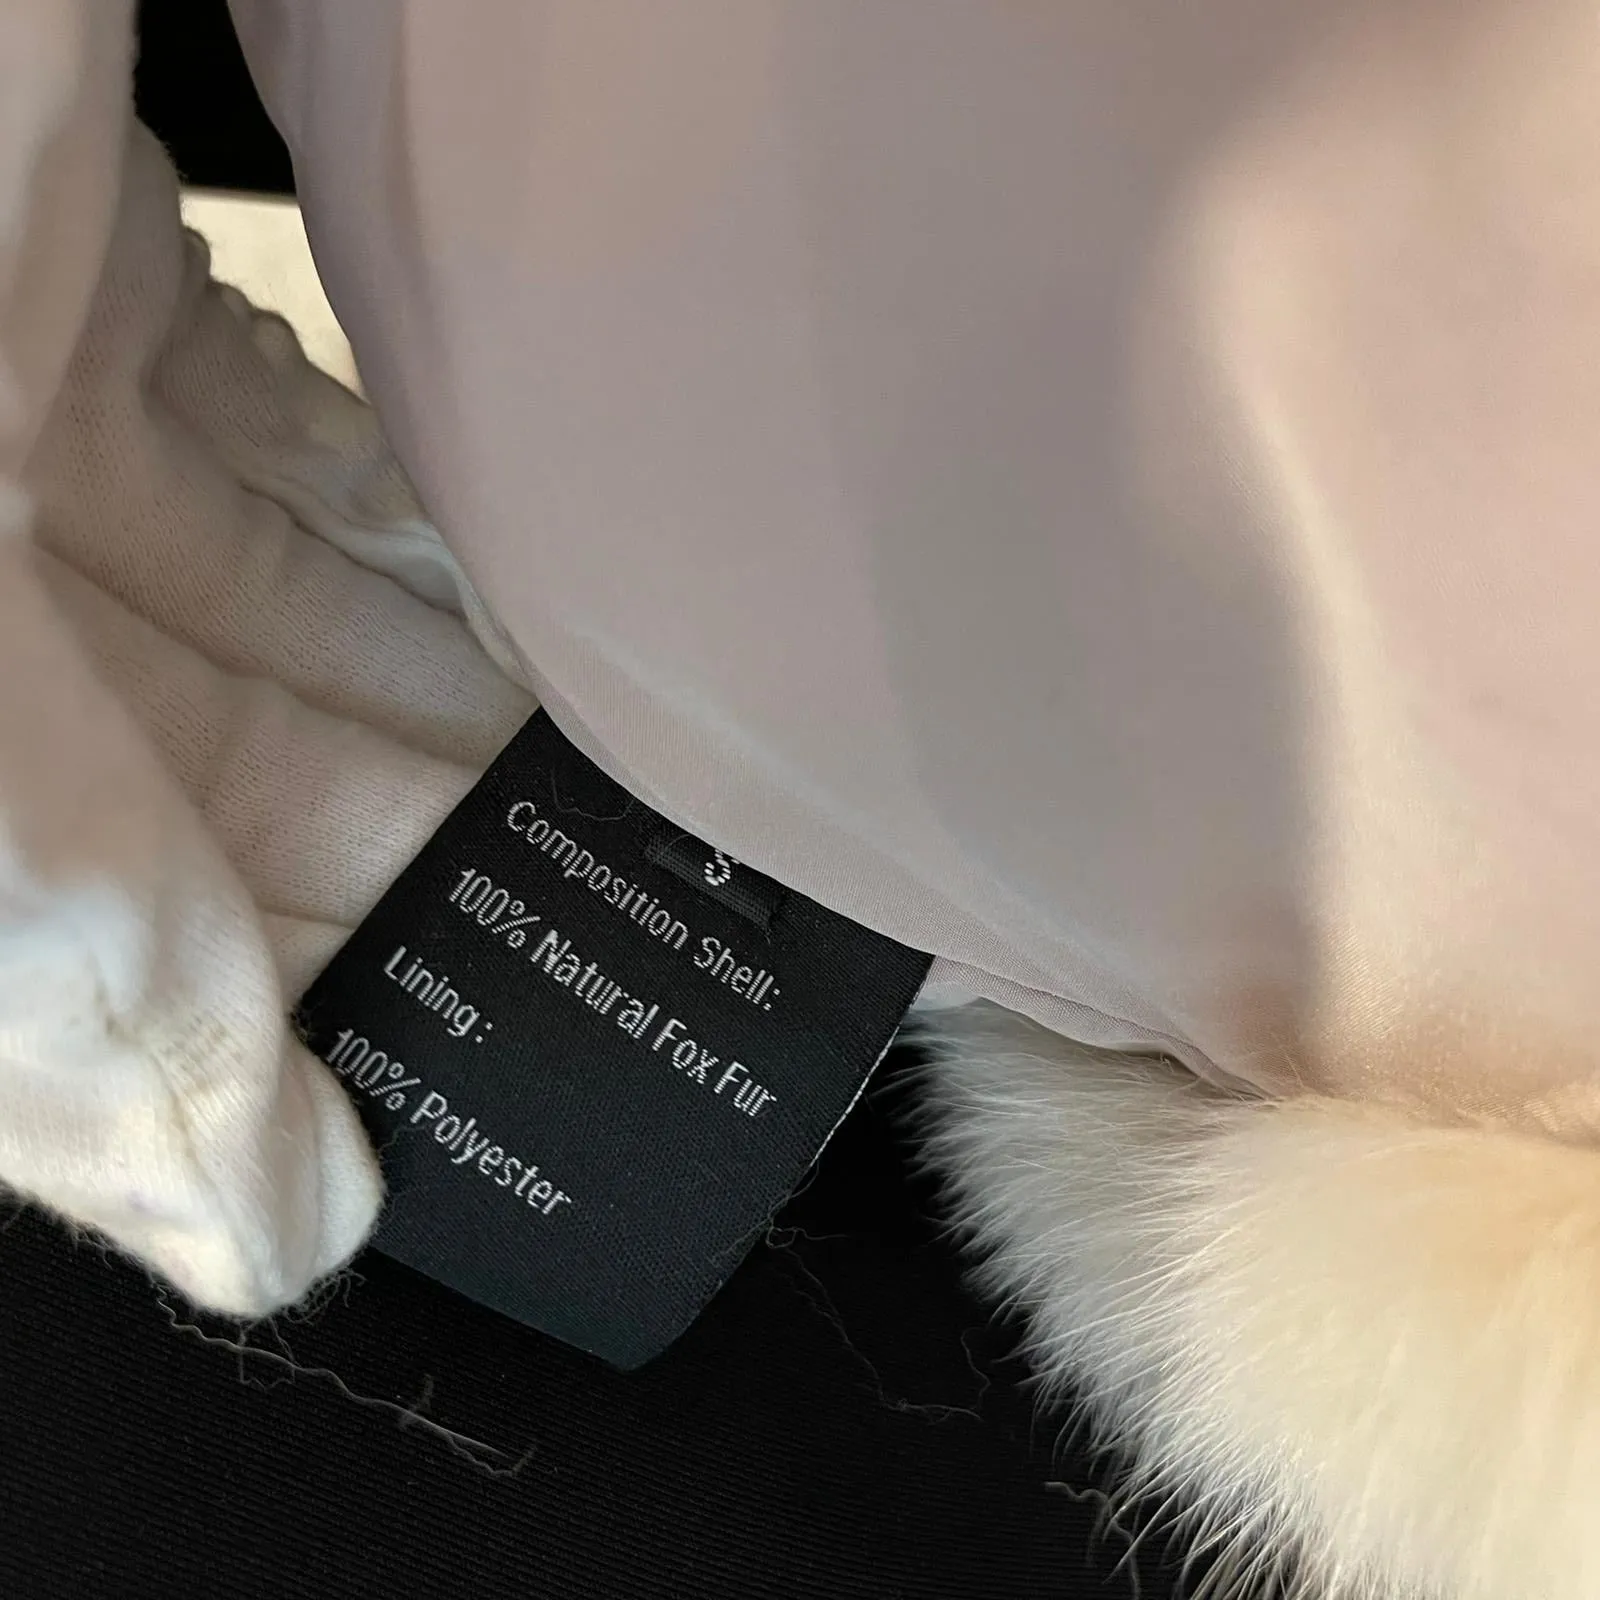 S
Composition Shell:
100% Natural Fox Fur
Lining:
100% Polyester